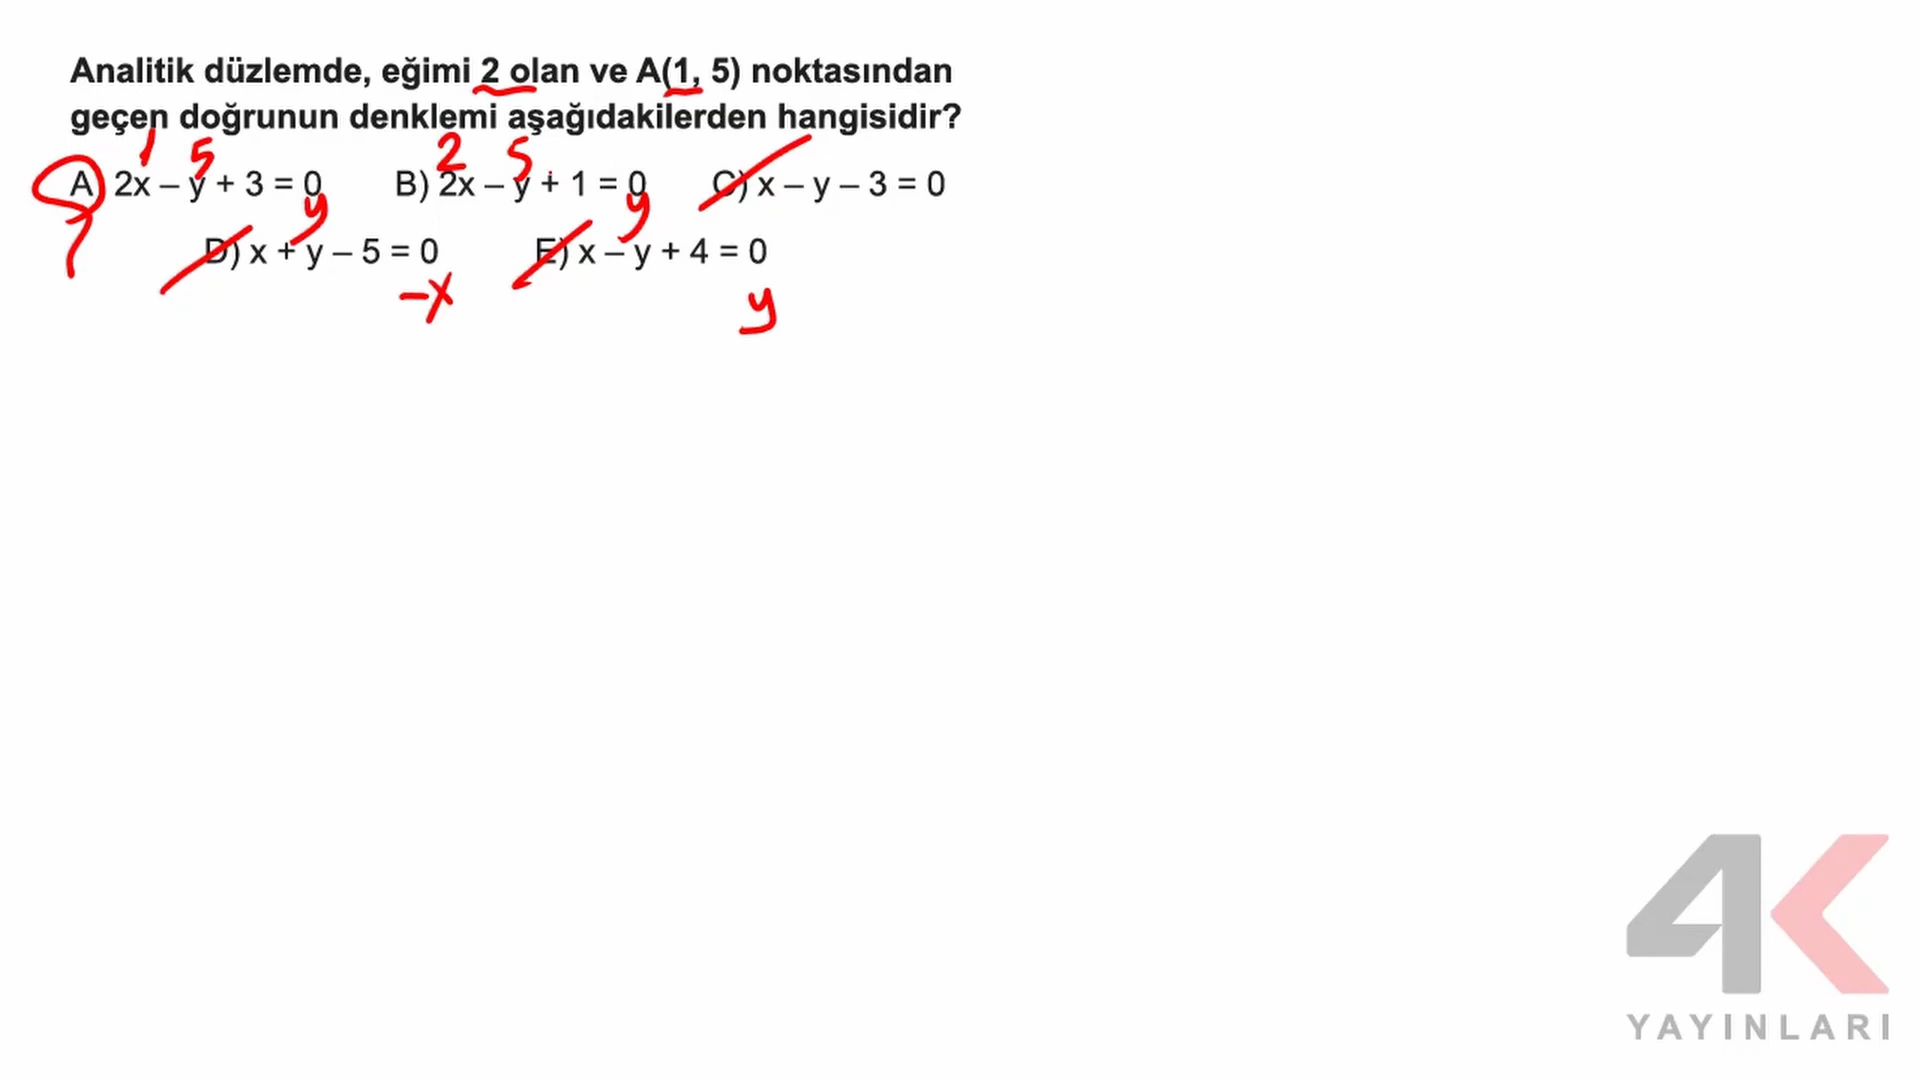 Analitik düzlemde, eğimi 2 olan ve A(1, 5) noktasından
geçen doğrunun denklemi aşağıdakilerden hangisidir?
1 5 2 5
A) 2x – y + 3 = 0 B) 2x – y + 1 = 0 C) x – y – 3 = 0
y y
D) x + y – 5 = 0 E) x – y + 4 = 0
-x y
4K
YAYINLARI